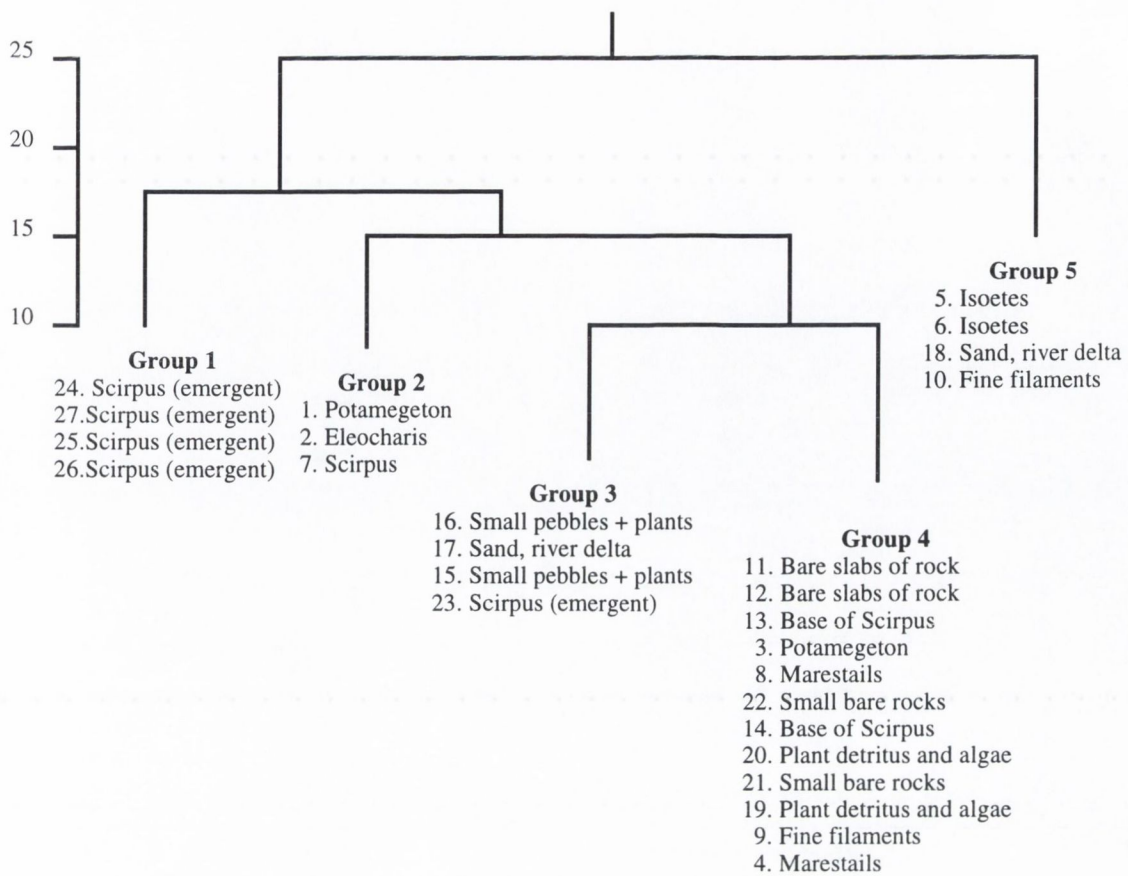 25
20
15
10
Group 1
24. Scirpus (emergent)
27.Scirpus (emergent)
25.Scirpus (emergent)
26.Scirpus (emergent)
Group 2
1. Potamegeton
2. Eleocharis
7. Scirpus
Group 3
16. Small pebbles + plants
17. Sand, river delta
15. Small pebbles + plants
23. Scirpus (emergent)
Group 4
11. Bare slabs of rock
12. Bare slabs of rock
13. Base of Scirpus
3. Potamegeton
8. Marestails
22. Small bare rocks
14. Base of Scirpus
20. Plant detritus and algae
21. Small bare rocks
19. Plant detritus and algae
9. Fine filaments
4. Marestails
Group 5
5. Isoetes
6. Isoetes
18. Sand, river delta
10. Fine filaments